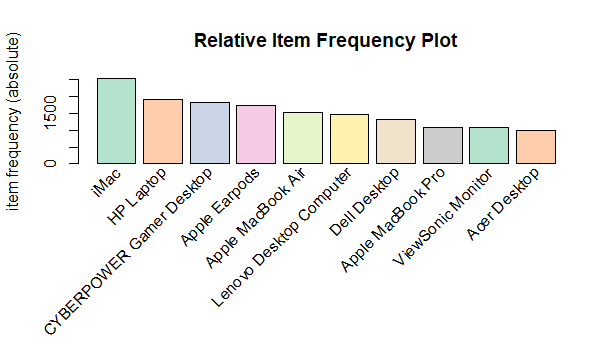 Relative Item Frequency Plot
item frequency (absolute)
1500
0
iMac
HP Laptop
CYBERPOWER Gamer Desktop
Apple Earpods
Apple MacBook Air
Lenovo Desktop Computer
Dell Desktop
Apple MacBook Pro
ViewSonic Monitor
Acer Desktop